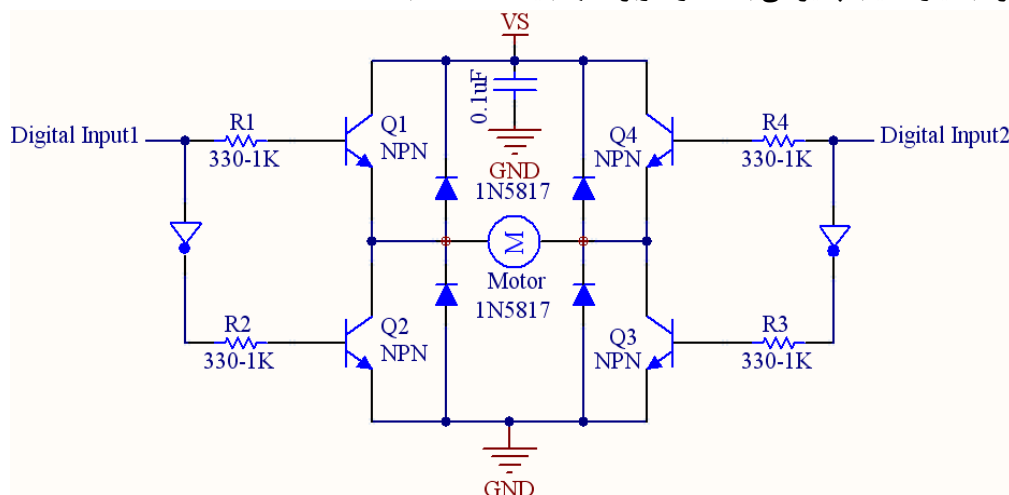 VS
0.1uF
GND
Digital Input1
R1
330-1K
Q1
NPN
1N5817
Q4
NPN
R4
330-1K
Digital Input2
M
Motor
1N5817
R2
330-1K
Q2
NPN
Q3
NPN
R3
330-1K
GND